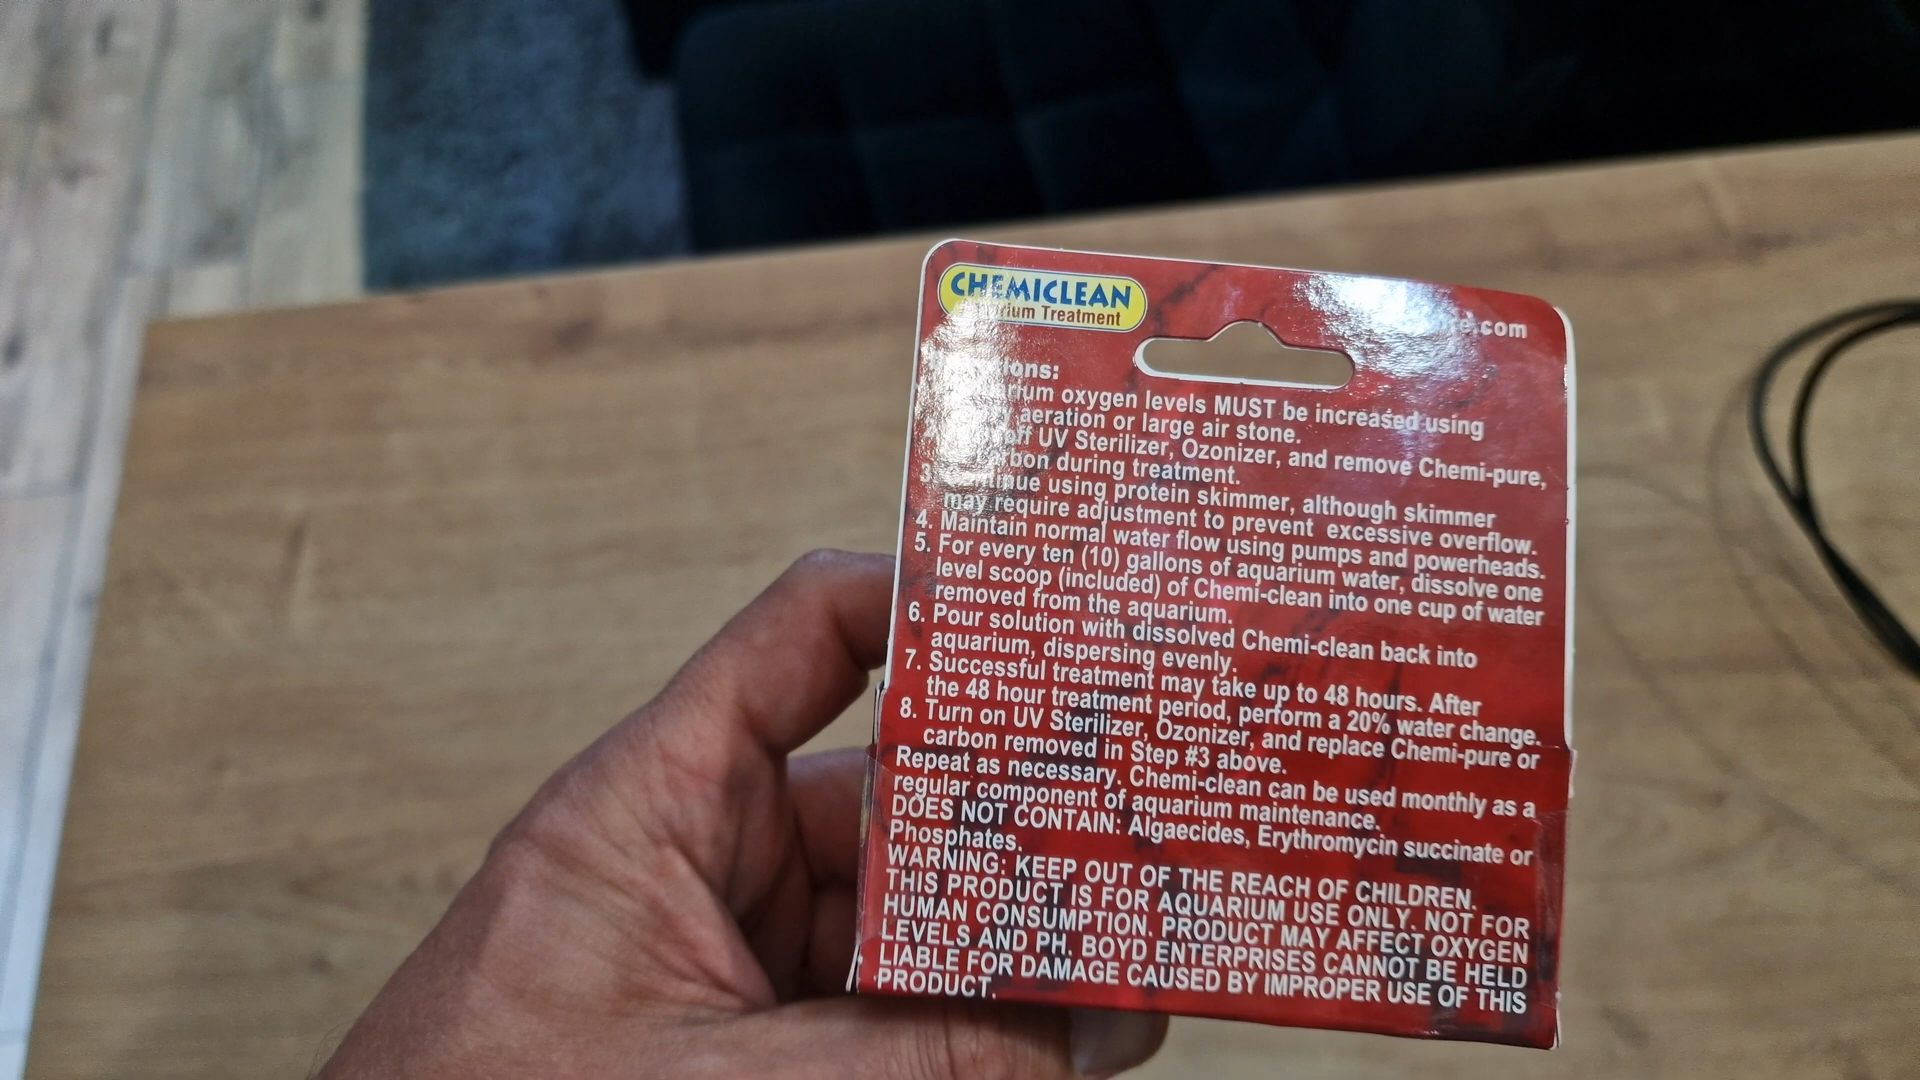 CHEMICLEAN
Treatment
.com
oxygen levels MUST be increased using
aeration or large air stone.
off UV Sterilizer, Ozonizer, and remove Chemi-pure,
during treatment.
using protein skimmer, although skimmer
may require adjustment to prevent excessive overflow.
4. Maintain normal water flow using pumps and powerheads.
5. For every ten (10) gallons of aquarium water, dissolve one
level scoop (included) of Chemi-clean into one cup of water
removed from the aquarium.
6. Pour solution with dissolved Chemi-clean back into
aquarium, dispersing evenly.
7. Successful treatment may take up to 48 hours. After
the 48 hour treatment period, perform a 20% water change.
8. Turn on UV Sterilizer, Ozonizer, and replace Chemi-pure or
carbon removed in Step #3 above.
Repeat as necessary. Chemi-clean can be used monthly as a
regular component of aquarium maintenance.
DOES NOT CONTAIN: Algaecides, Erythromycin succinate or
Phosphates.
WARNING: KEEP OUT OF THE REACH OF CHILDREN.
THIS PRODUCT IS FOR AQUARIUM USE ONLY. NOT FOR
HUMAN CONSUMPTION. PRODUCT MAY AFFECT OXYGEN
LEVELS AND PH. BOYD ENTERPRISES CANNOT BE HELD
LIABLE FOR DAMAGE CAUSED BY IMPROPER USE OF THIS
PRODUCT.